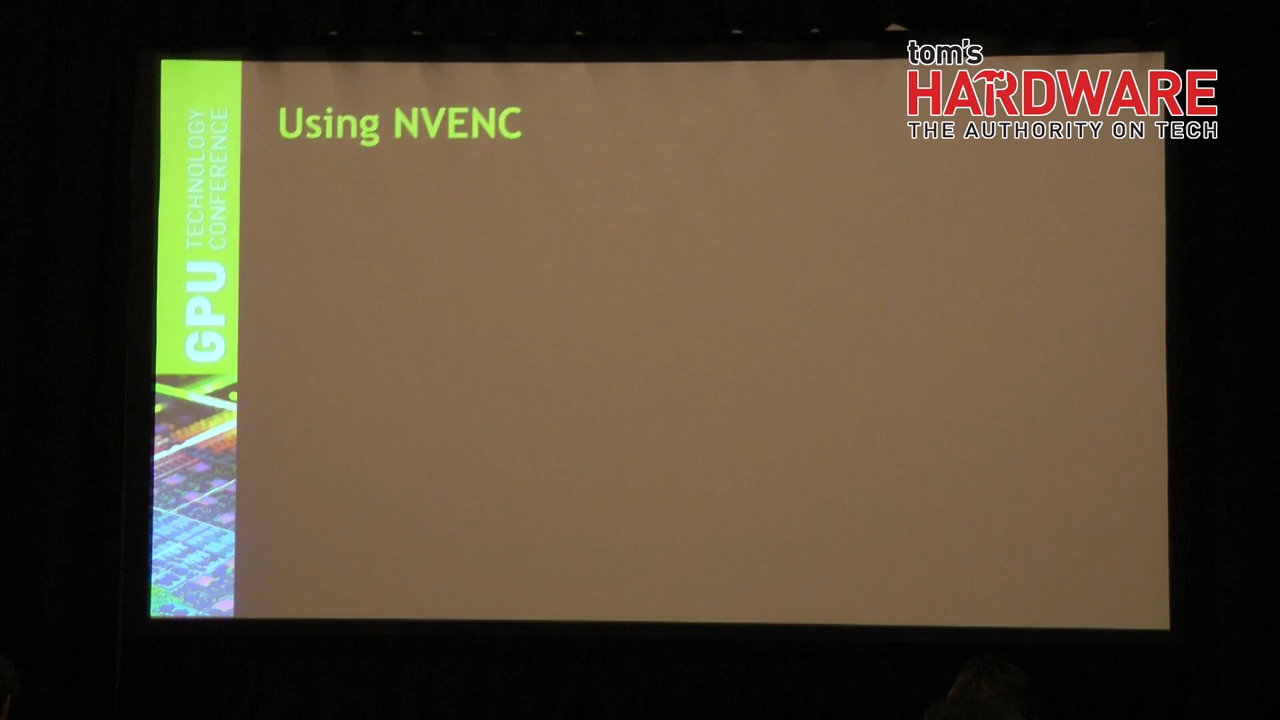 Using NVENC
GPU TECHNOLOGY
CONFERENCE
tom's
HARDWARE
THE AUTHORITY ON TECH